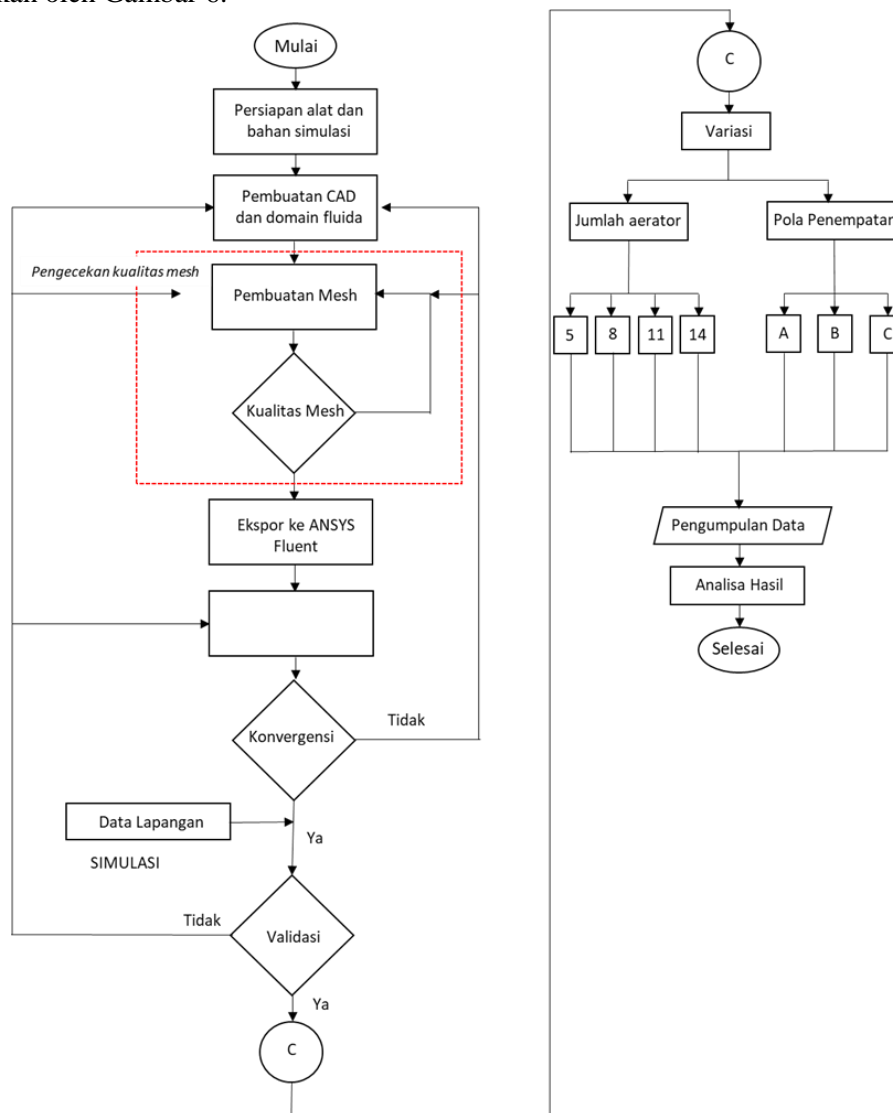 kan oleh Gambar 6.
Mulai
Persiapan alat dan
bahan simulasi
Pembuatan CAD
dan domain fluida
Pengecekan kualitas mesh
Pembuatan Mesh
Kualitas Mesh
Ekspor ke ANSYS
Fluent
Konvergensi
Tidak
Data Lapangan
Ya
SIMULASI
Tidak
Validasi
Ya
C
C
Variasi
Jumlah aerator
Pola Penempatan
5
8
11
14
A
B
C
Pengumpulan Data
Analisa Hasil
Selesai